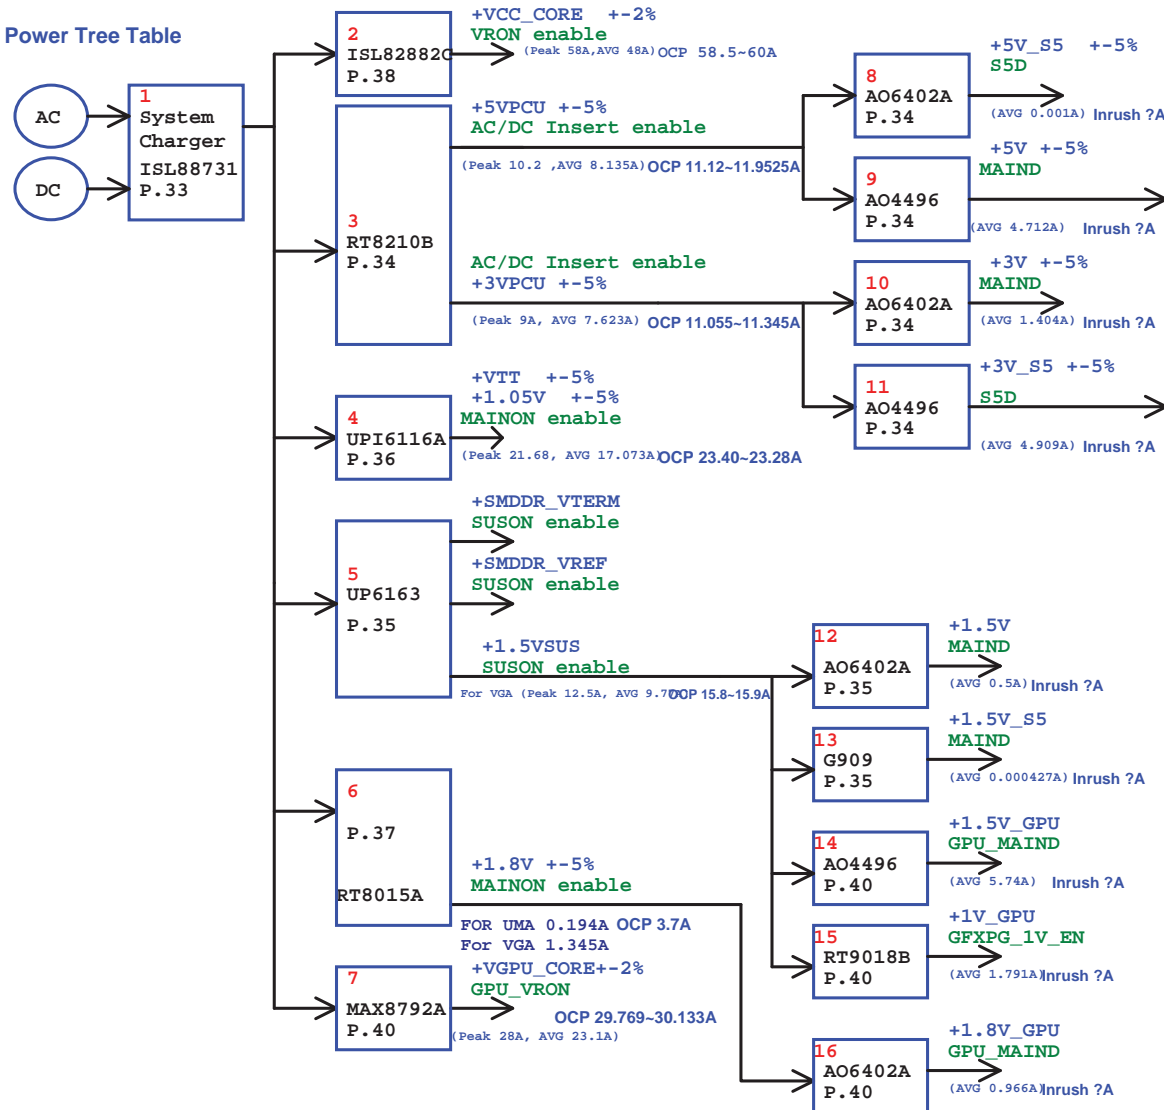 Power Tree Table
AC
DC
1
System
Charger
ISL88731
P.33
2
ISL82882C
P.38
+VCC_CORE +-2%
VRON enable
(Peak 58A,AVG 48A) OCP 58.5~60A
3
RT8210B
P.34
+5VPCU +-5%
AC/DC Insert enable
(Peak 10.2 ,AVG 8.135A) OCP 11.12~11.9525A
AC/DC Insert enable
+3VPCU +-5%
(Peak 9A, AVG 7.623A) OCP 11.055~11.345A
8
AO6402A
P.34
+5V_S5 +-5%
S5D
(AVG 0.001A) Inrush ?A
9
AO4496
P.34
+5V +-5%
MAIND
(AVG 4.712A) Inrush ?A
10
AO6402A
P.34
+3V +-5%
MAIND
(AVG 1.404A) Inrush ?A
11
AO4496
P.34
+3V_S5 +-5%
S5D
(AVG 4.909A) Inrush ?A
4
UPI6116A
P.36
+VTT +-5%
+1.05V +-5%
MAINON enable
(Peak 21.68, AVG 17.073A) OCP 23.40~23.28A
5
UP6163
P.35
+SMDDR_VTERM
SUSON enable
+SMDDR_VREF
SUSON enable
+1.5VSUS
SUSON enable
For VGA (Peak 12.5A, AVG 9.77A OCP 15.8~15.9A
12
AO6402A
P.35
+1.5V
MAIND
(AVG 0.5A) Inrush ?A
13
G909
P.35
+1.5V_S5
MAIND
(AVG 0.000427A) Inrush ?A
14
AO4496
P.40
+1.5V_GPU
GPU_MAIND
(AVG 5.74A) Inrush ?A
15
RT9018B
P.40
+1V_GPU
GFXPG_1V_EN
(AVG 1.791A) Inrush ?A
6
P.37
RT8015A
+1.8V +-5%
MAINON enable
FOR UMA 0.194A OCP 3.7A
For VGA 1.345A
7
MAX8792A
P.40
+VGPU_CORE+-2%
GPU_VRON
OCP 29.769~30.133A
(Peak 28A, AVG 23.1A)
16
AO6402A
P.40
+1.8V_GPU
GPU_MAIND
(AVG 0.966A) Inrush ?A